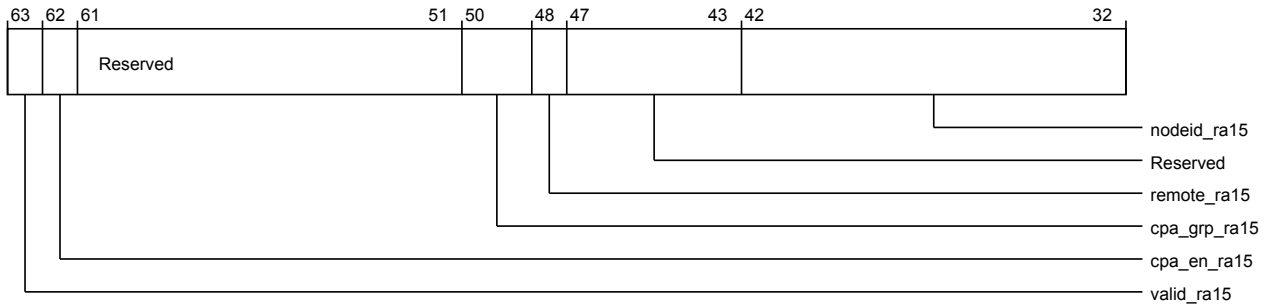 63 62 61 51 50 48 47 43 42 32
Reserved
nodeid_ra15
Reserved
remote_ra15
cpa_grp_ra15
cpa_en_ra15
valid_ra15